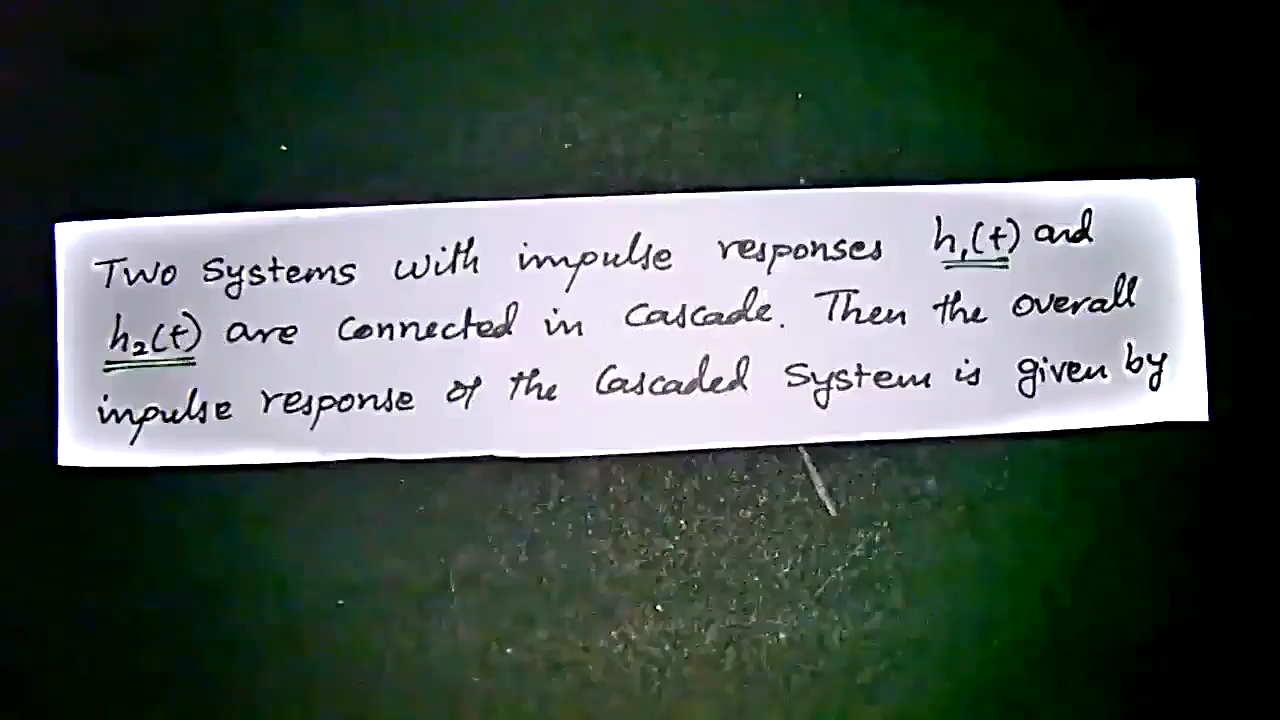 Two Systems with impulse responses h₁(t) and
h₂(t) are Connected in Cascade. Then the overall
impulse response of the Cascaded System is given by